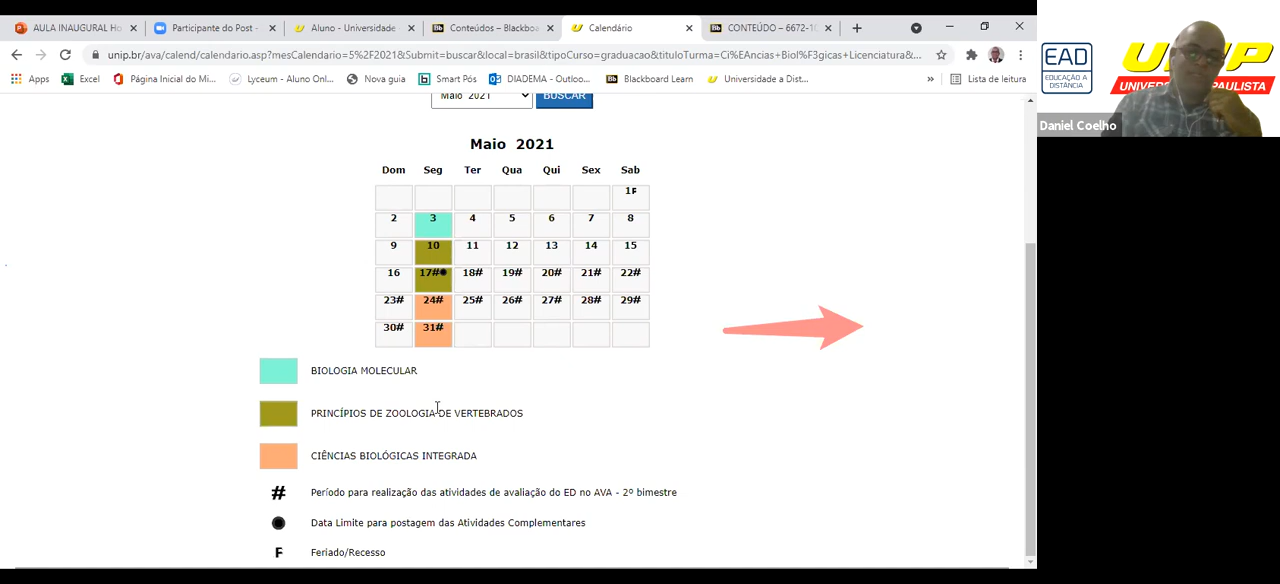 AULA INAUGURAL Ho
Participante do Post -
Aluno - Universidade
Conteúdos – Blackboa
Calendário
CONTEÚDO – 6672-10
unip.br/ava/calend/calendario.asp?mesCalendario=5%2F2021&Submit=buscar&local=brasil&tipoCurso=graduacao&tituloTurma=Ci%EAncias+Biol%F3gicas+Licenciatura&...
Apps
Excel
Página Inicial do Mi...
Lyceum - Aluno Onl...
Nova guia
Smart Pós
DIADEMA - Outloo...
Blackboard Learn
Universidade a Dist...
»
Lista de leitura
Maio 2021
BUSCAR
Maio 2021
Dom Seg Ter Qua Qui Sex Sab
1F
2 3 4 5 6 7 8
9 10 11 12 13 14 15
16 17#● 18# 19# 20# 21# 22#
23# 24# 25# 26# 27# 28# 29#
30# 31#
BIOLOGIA MOLECULAR
PRINCÍPIOS DE ZOOLOGIA DE VERTEBRADOS
CIÊNCIAS BIOLÓGICAS INTEGRADA
# Período para realização das atividades de avaliação do ED no AVA - 2º bimestre
● Data Limite para postagem das Atividades Complementares
F Feriado/Recesso
EAD
EDUCAÇÃO A
DISTÂNCIA
Daniel Coelho